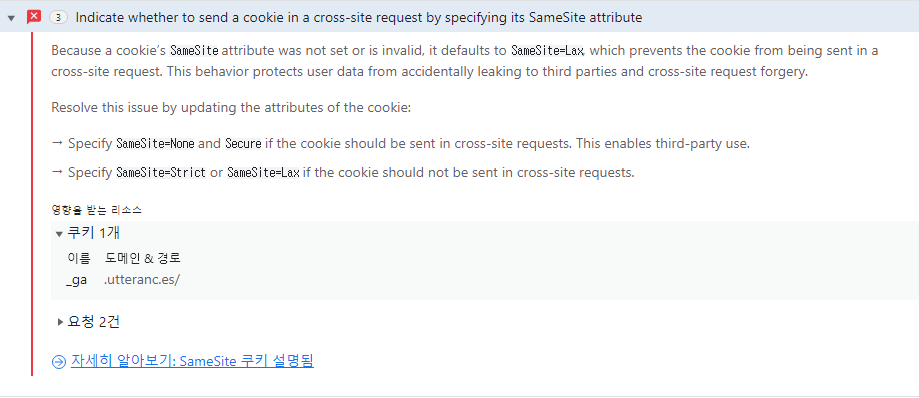 3 Indicate whether to send a cookie in a cross-site request by specifying its SameSite attribute
Because a cookie's SameSite attribute was not set or is invalid, it defaults to SameSite=Lax, which prevents the cookie from being sent in a
cross-site request. This behavior protects user data from accidentally leaking to third parties and cross-site request forgery.
Resolve this issue by updating the attributes of the cookie:
→ Specify SameSite=None and Secure if the cookie should be sent in cross-site requests. This enables third-party use.
→ Specify SameSite=Strict or SameSite=Lax if the cookie should not be sent in cross-site requests.
영향을 받는 리소스
쿠키 1개
이름 도메인 & 경로
_ga .utteranc.es/
요청 2건
자세히 알아보기: SameSite 쿠키 설명됨